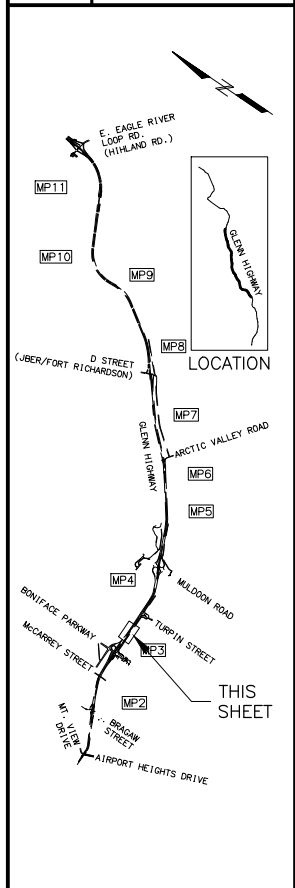 N
E. EAGLE RIVER
LOOP RD.
(HIHLAND RD.)
MP11
GLENN HIGHWAY
LOCATION
MP10
MP9
MP8
D STREET
(JBER/FORT RICHARDSON)
MP7
GLENN HIGHWAY
ARCTIC VALLEY ROAD
MP6
MP5
MP4
MULDOON ROAD
BONIFACE PARKWAY
TURPIN STREET
McCARREY STREET
MP3
THIS
SHEET
MP2
MT. VIEW
DRIVE
BRAGAW
STREET
AIRPORT HEIGHTS DRIVE